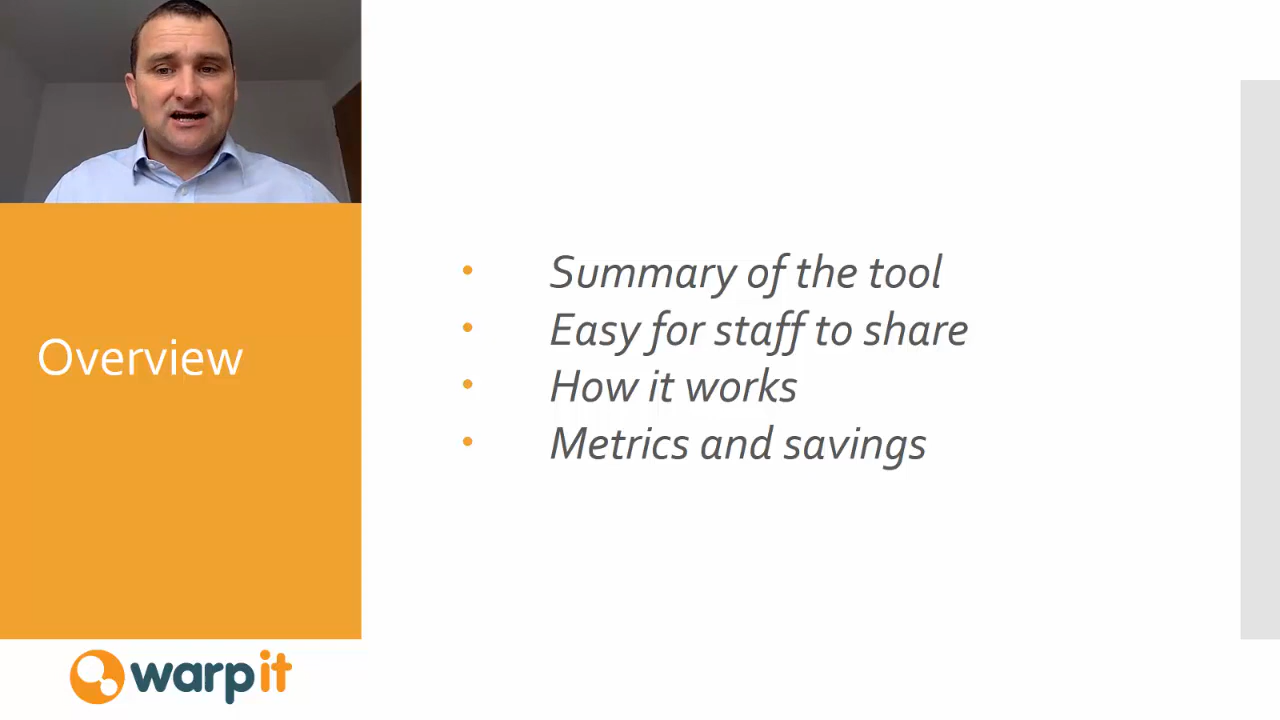 Overview
• Summary of the tool
• Easy for staff to share
• How it works
• Metrics and savings
warpit